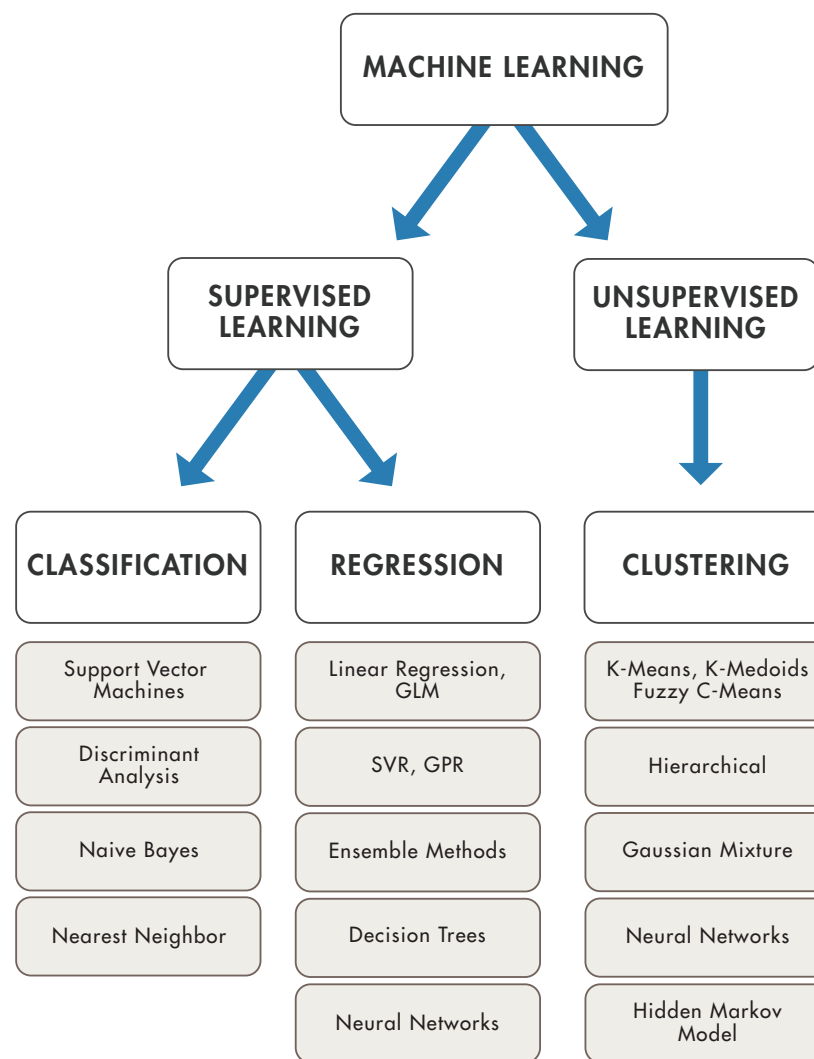 MACHINE LEARNING
SUPERVISED
LEARNING
UNSUPERVISED
LEARNING
CLASSIFICATION
Support Vector
Machines
Discriminant
Analysis
Naive Bayes
Nearest Neighbor
REGRESSION
Linear Regression,
GLM
SVR, GPR
Ensemble Methods
Decision Trees
Neural Networks
CLUSTERING
K-Means, K-Medoids
Fuzzy C-Means
Hierarchical
Gaussian Mixture
Neural Networks
Hidden Markov
Model